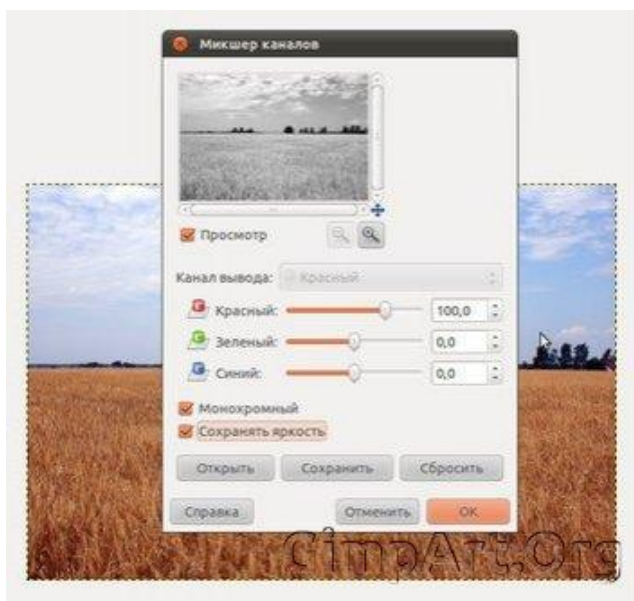 Микшер каналов
Просмотр
Канал вывода: Красный
Красный: 100,0
Зеленый: 0,0
Синий: 0,0
Монохромный
Сохранять яркость
Открыть Сохранить Сбросить
Справка Отменить OK
GimpArt.Org